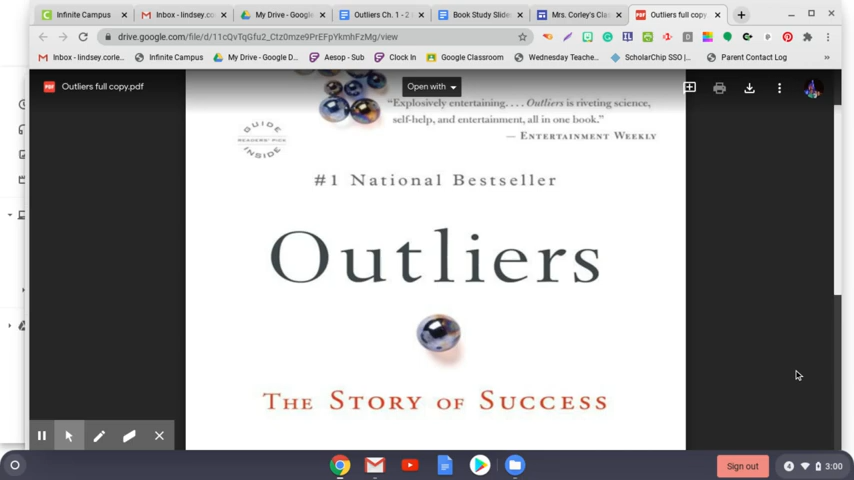 Infinite Campus
Inbox - lindsey.co
My Drive - Google
Outliers Ch. 1 - 2
Book Study Slide
Mrs. Corley's Cla
Outliers full copy
drive.google.com/file/d/11cQvTqGfu2_Ctz0mze9PrEFpYkmhFzMg/view
Inbox - lindsey.corle...
Infinite Campus
My Drive - Google D...
Aesop - Sub
Clock In
Google Classroom
Wednesday Teache...
ScholarChip SSO |...
Parent Contact Log
»
Outliers full copy.pdf
Open with
"Explosively entertaining. . . . Outliers is riveting science,
self-help, and entertainment, all in one book."
— ENTERTAINMENT WEEKLY
GUIDE
READERS' PICK
INSIDE
#1 National Bestseller
Outliers
THE STORY OF SUCCESS
Sign out
4
3:00